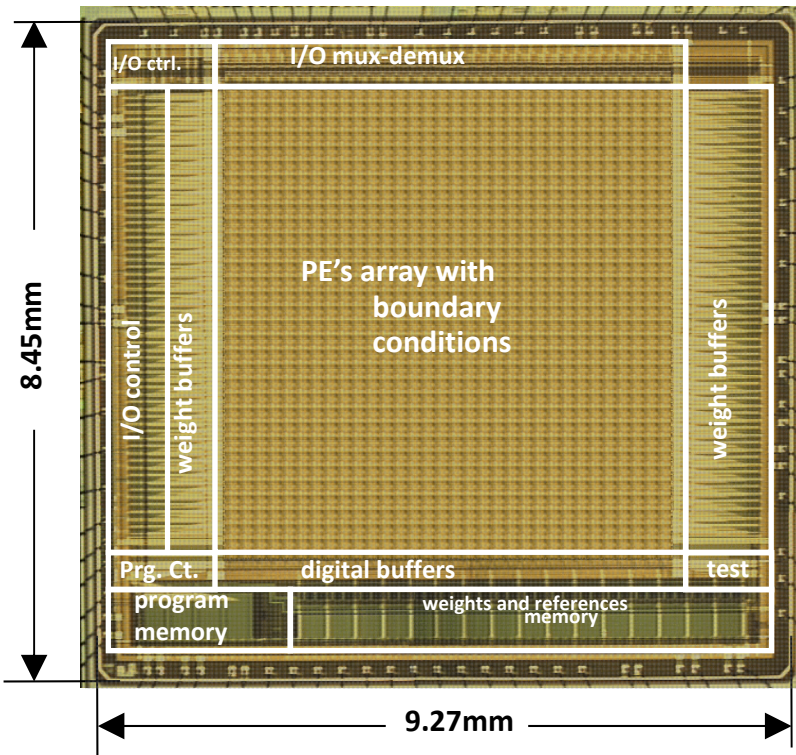 I/O ctrl.
I/O mux-demux
PE's array with
boundary
conditions
8.45mm
I/O control
weight buffers
weight buffers
Prg. Ct.
digital buffers
test
program
memory
weights and references
memory
9.27mm